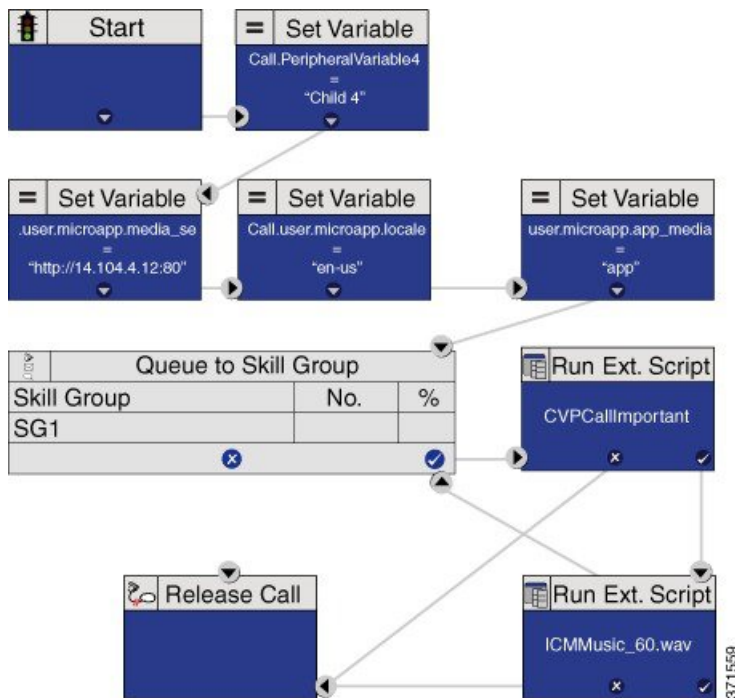 Start
= Set Variable
Call.PeripheralVariable4
=
"Child 4"
= Set Variable
.user.microapp.media_se
=
"http://14.104.4.12:80"
= Set Variable
Call.user.microapp.locale
=
"en-us"
= Set Variable
user.microapp.app_media
=
"app"
Queue to Skill Group
Skill Group No. %
SG1
Run Ext. Script
CVPCallImportant
Release Call
Run Ext. Script
ICMMusic_60.wav
371559